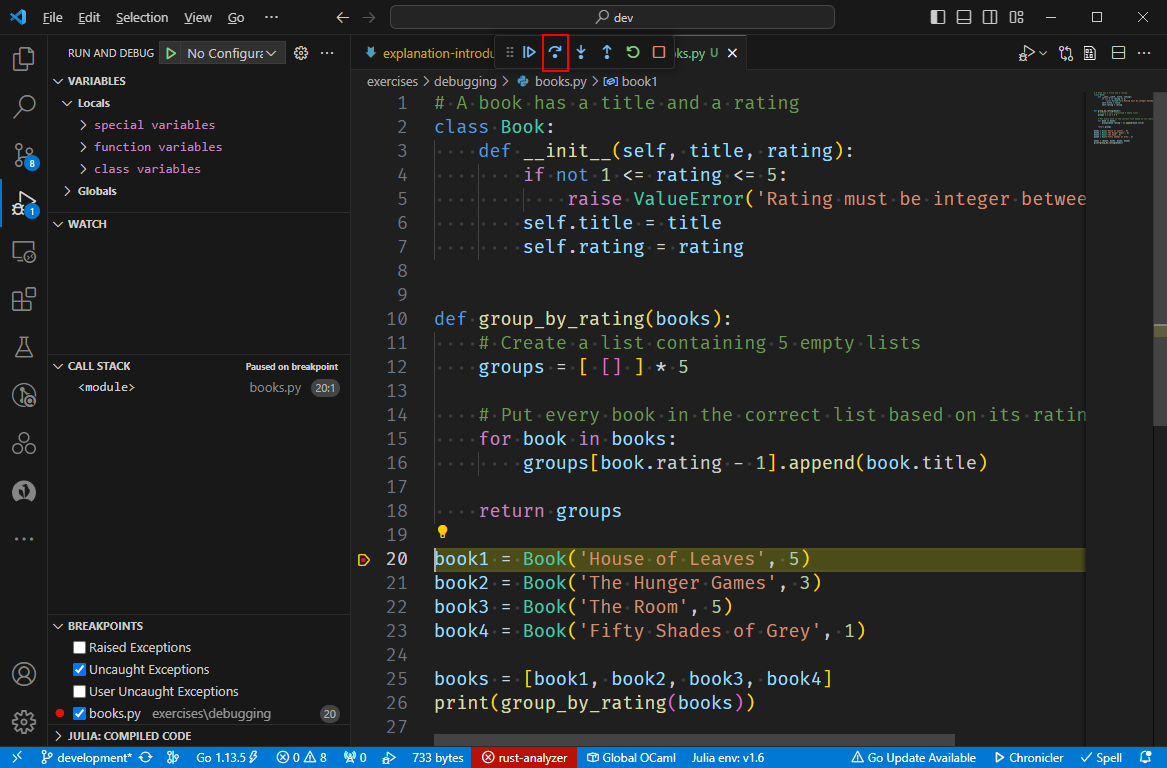 File Edit Selection View Go ··· dev
RUN AND DEBUG No Configura
VARIABLES
Locals
special variables
function variables
class variables
Globals
WATCH
CALL STACK Paused on breakpoint
<module> books.py 20:1
BREAKPOINTS
Raised Exceptions
Uncaught Exceptions
User Uncaught Exceptions
books.py exercises\debugging 20
JULIA: COMPILED CODE
8
1
explanation-introdu ks.py U
exercises > debugging > books.py > book1
1 # A book has a title and a rating
2 class Book:
3 def __init__(self, title, rating):
4 if not 1 <= rating <= 5:
5 raise ValueError('Rating must be integer betwee
6 self.title = title
7 self.rating = rating
8
9
10 def group_by_rating(books):
11 # Create a list containing 5 empty lists
12 groups = [ [] ] * 5
13
14 # Put every book in the correct list based on its ratin
15 for book in books:
16 groups[book.rating - 1].append(book.title)
17
18 return groups
19
20 book1 = Book('House of Leaves', 5)
21 book2 = Book('The Hunger Games', 3)
22 book3 = Book('The Room', 5)
23 book4 = Book('Fifty Shades of Grey', 1)
24
25 books = [book1, book2, book3, book4]
26 print(group_by_rating(books))
27
development* Go 1.13.5 0 8 0 733 bytes rust-analyzer Global OCaml Julia env: v1.6 Go Update Available Chronicler Spell